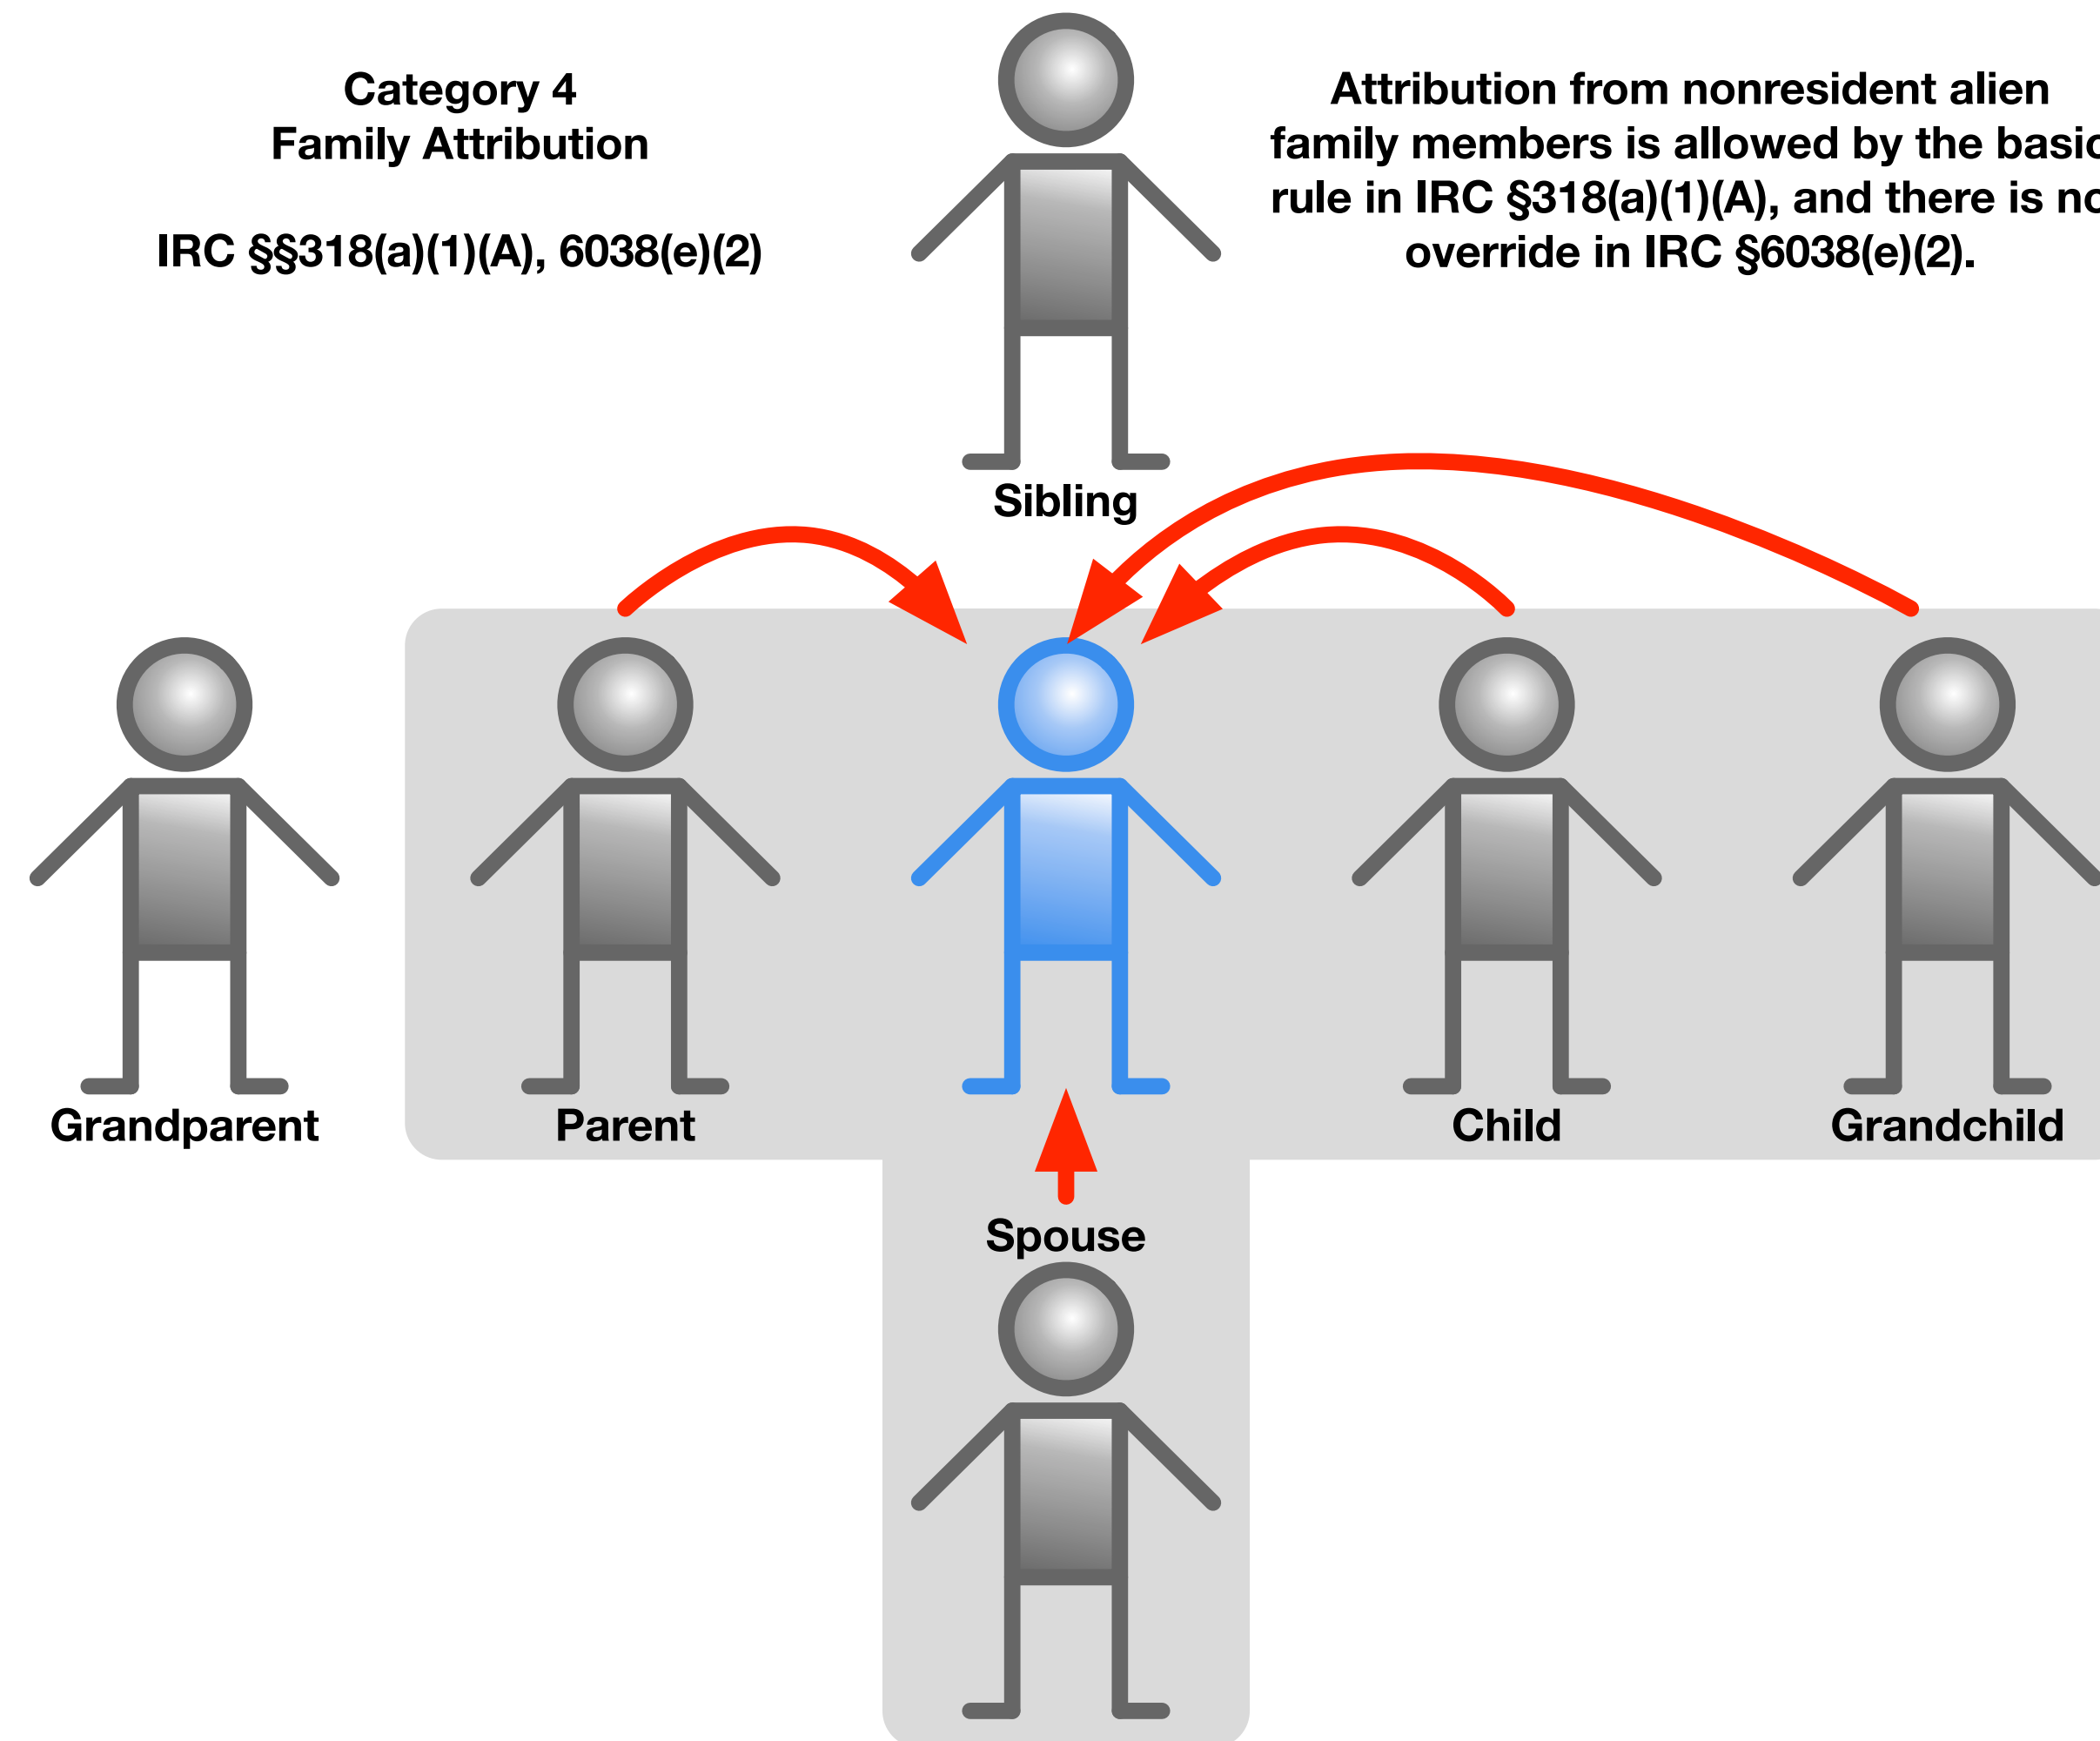 Category 4
Family Attribution
IRC §§318(a)(1)(A), 6038(e)(2)
Attribution from nonresident alien
family members is allowed by the
rule in IRC §318(a)(1)(A), and there is
override in IRC §6038(e)(2).
Sibling
Grandparent
Parent
Child
Grandchild
Spouse